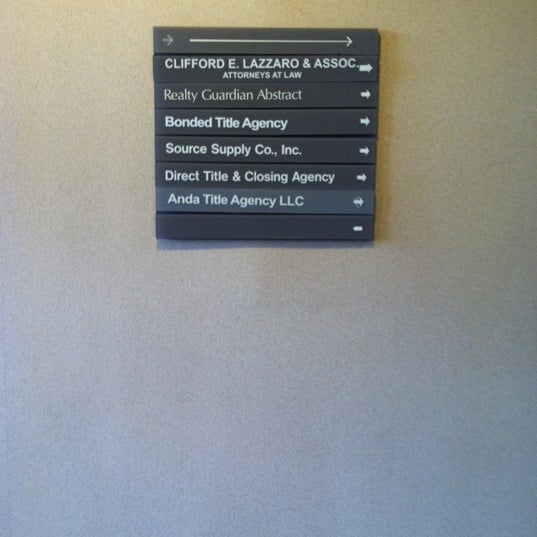 CLIFFORD E. LAZZARO & ASSOC.
ATTORNEYS AT LAW
Realty Guardian Abstract
Bonded Title Agency
Source Supply Co., Inc.
Direct Title & Closing Agency
Anda Title Agency LLC